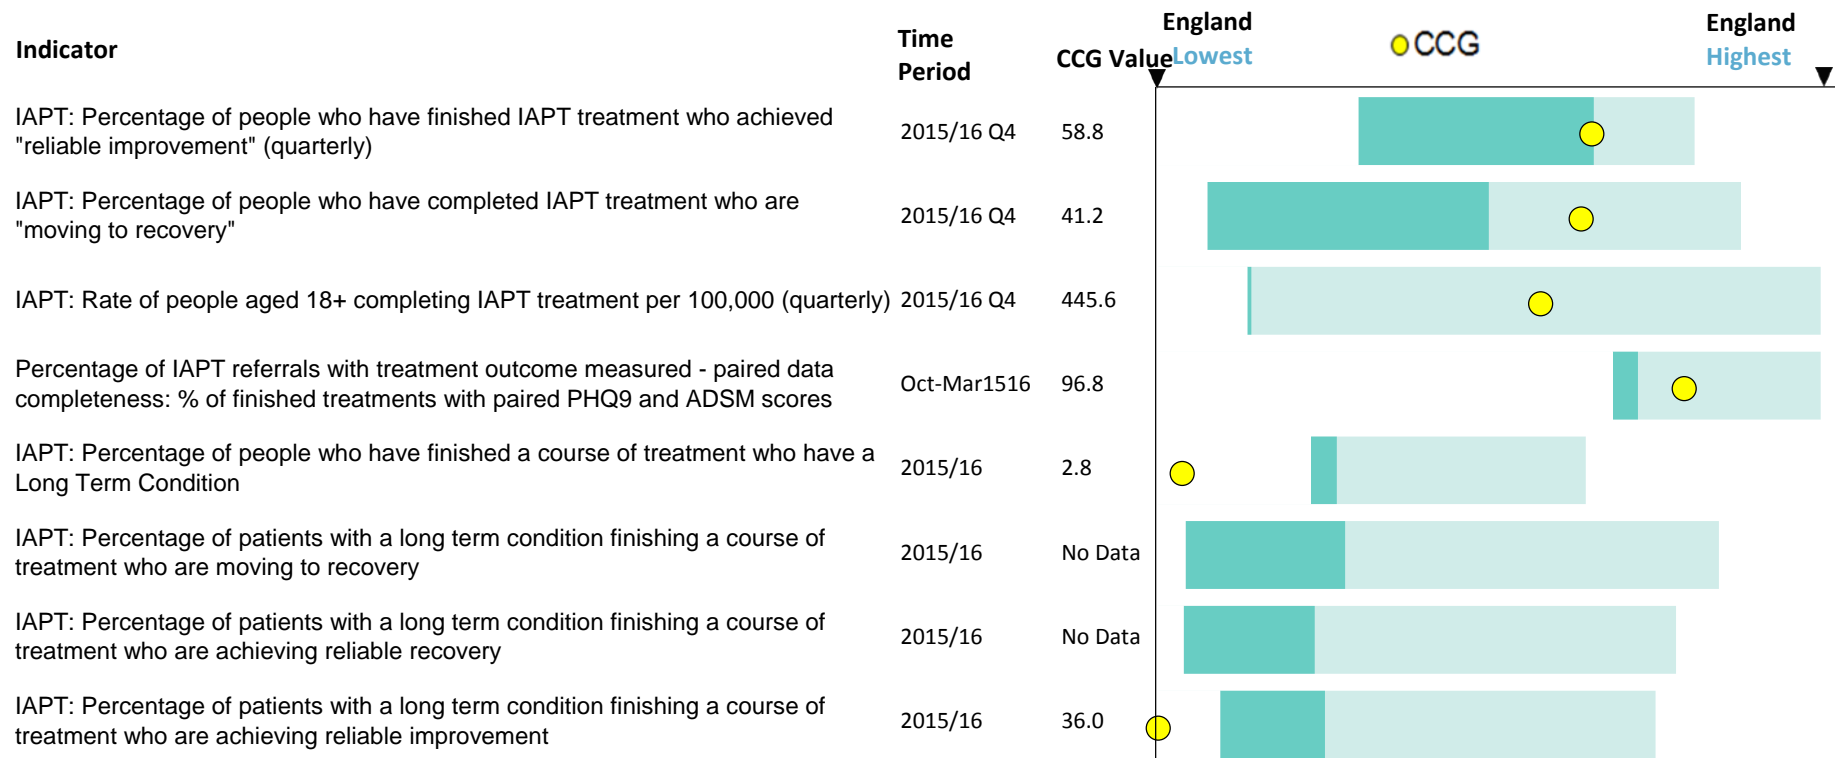 Indicator
Time
Period
CCG Value
England
Lowest
CCG
England
Highest
IAPT: Percentage of people who have finished IAPT treatment who achieved
"reliable improvement" (quarterly)
2015/16 Q4
58.8
IAPT: Percentage of people who have completed IAPT treatment who are
"moving to recovery"
2015/16 Q4
41.2
IAPT: Rate of people aged 18+ completing IAPT treatment per 100,000 (quarterly)
2015/16 Q4
445.6
Percentage of IAPT referrals with treatment outcome measured - paired data
completeness: % of finished treatments with paired PHQ9 and ADSM scores
Oct-Mar1516
96.8
IAPT: Percentage of people who have finished a course of treatment who have a
Long Term Condition
2015/16
2.8
IAPT: Percentage of patients with a long term condition finishing a course of
treatment who are moving to recovery
2015/16
No Data
IAPT: Percentage of patients with a long term condition finishing a course of
treatment who are achieving reliable recovery
2015/16
No Data
IAPT: Percentage of patients with a long term condition finishing a course of
treatment who are achieving reliable improvement
2015/16
36.0